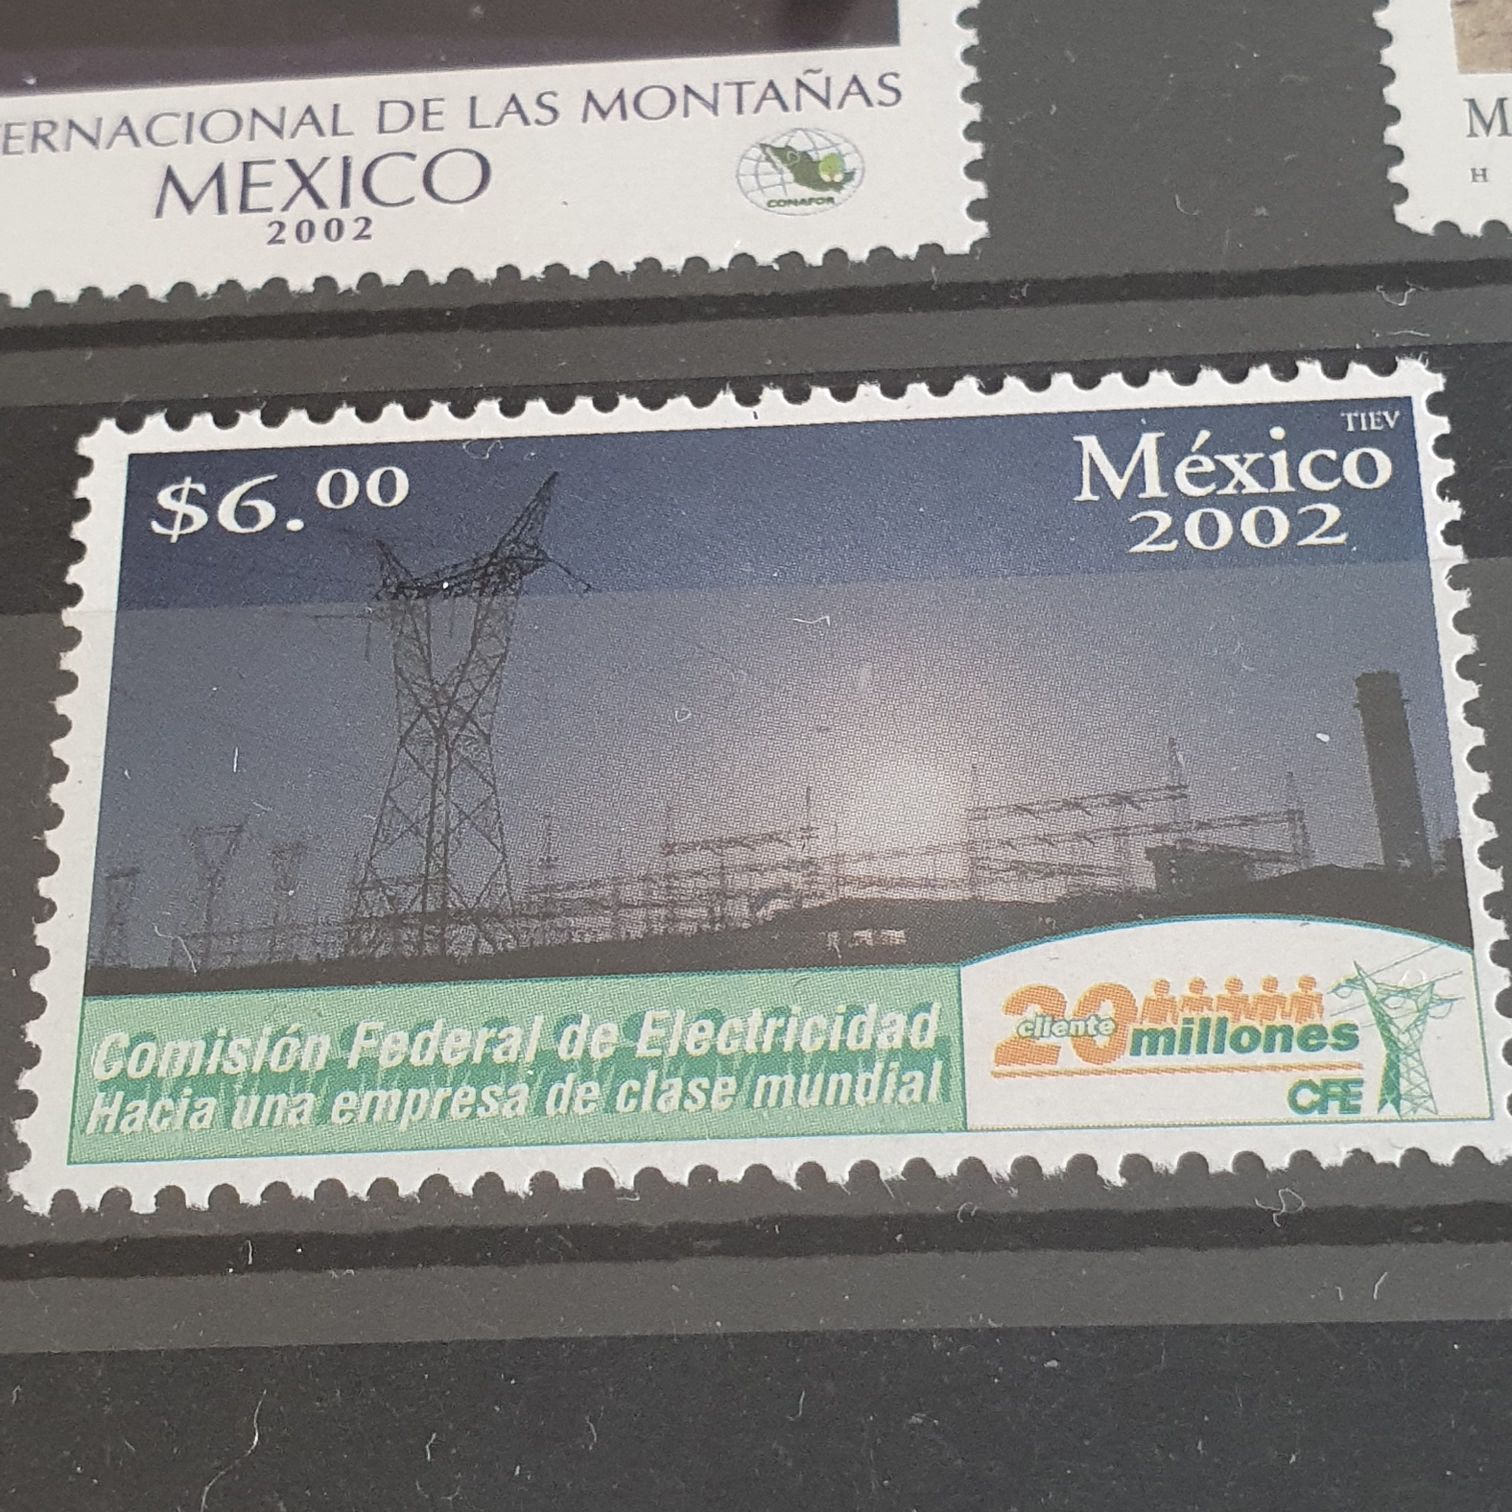 ERNACIONAL DE LAS MONTAÑAS
MEXICO
2002
CONAFOR
M
H
$6.00
TIEV
México
2002
Comisión Federal de Electricidad
Hacia una empresa de clase mundial
cliente
20 millones
CFE